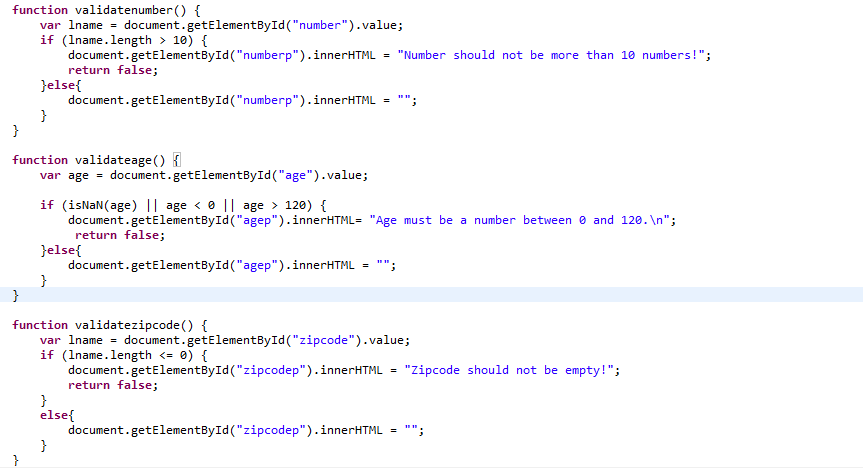 function validatenumber() {
    var lname = document.getElementById("number").value;
    if (lname.length > 10) {
        document.getElementById("numberp").innerHTML = "Number should not be more than 10 numbers!";
        return false;
    }else{
        document.getElementById("numberp").innerHTML = "";
    }
}
function validateage() {
    var age = document.getElementById("age").value;
    if (isNaN(age) || age < 0 || age > 120) {
        document.getElementById("agep").innerHTML= "Age must be a number between 0 and 120.\n";
         return false;
    }else{
        document.getElementById("agep").innerHTML = "";
    }
}
function validatezipcode() {
    var lname = document.getElementById("zipcode").value;
    if (lname.length <= 0) {
        document.getElementById("zipcodep").innerHTML = "Zipcode should not be empty!";
        return false;
    }
    else{
        document.getElementById("zipcodep").innerHTML = "";
    }
}